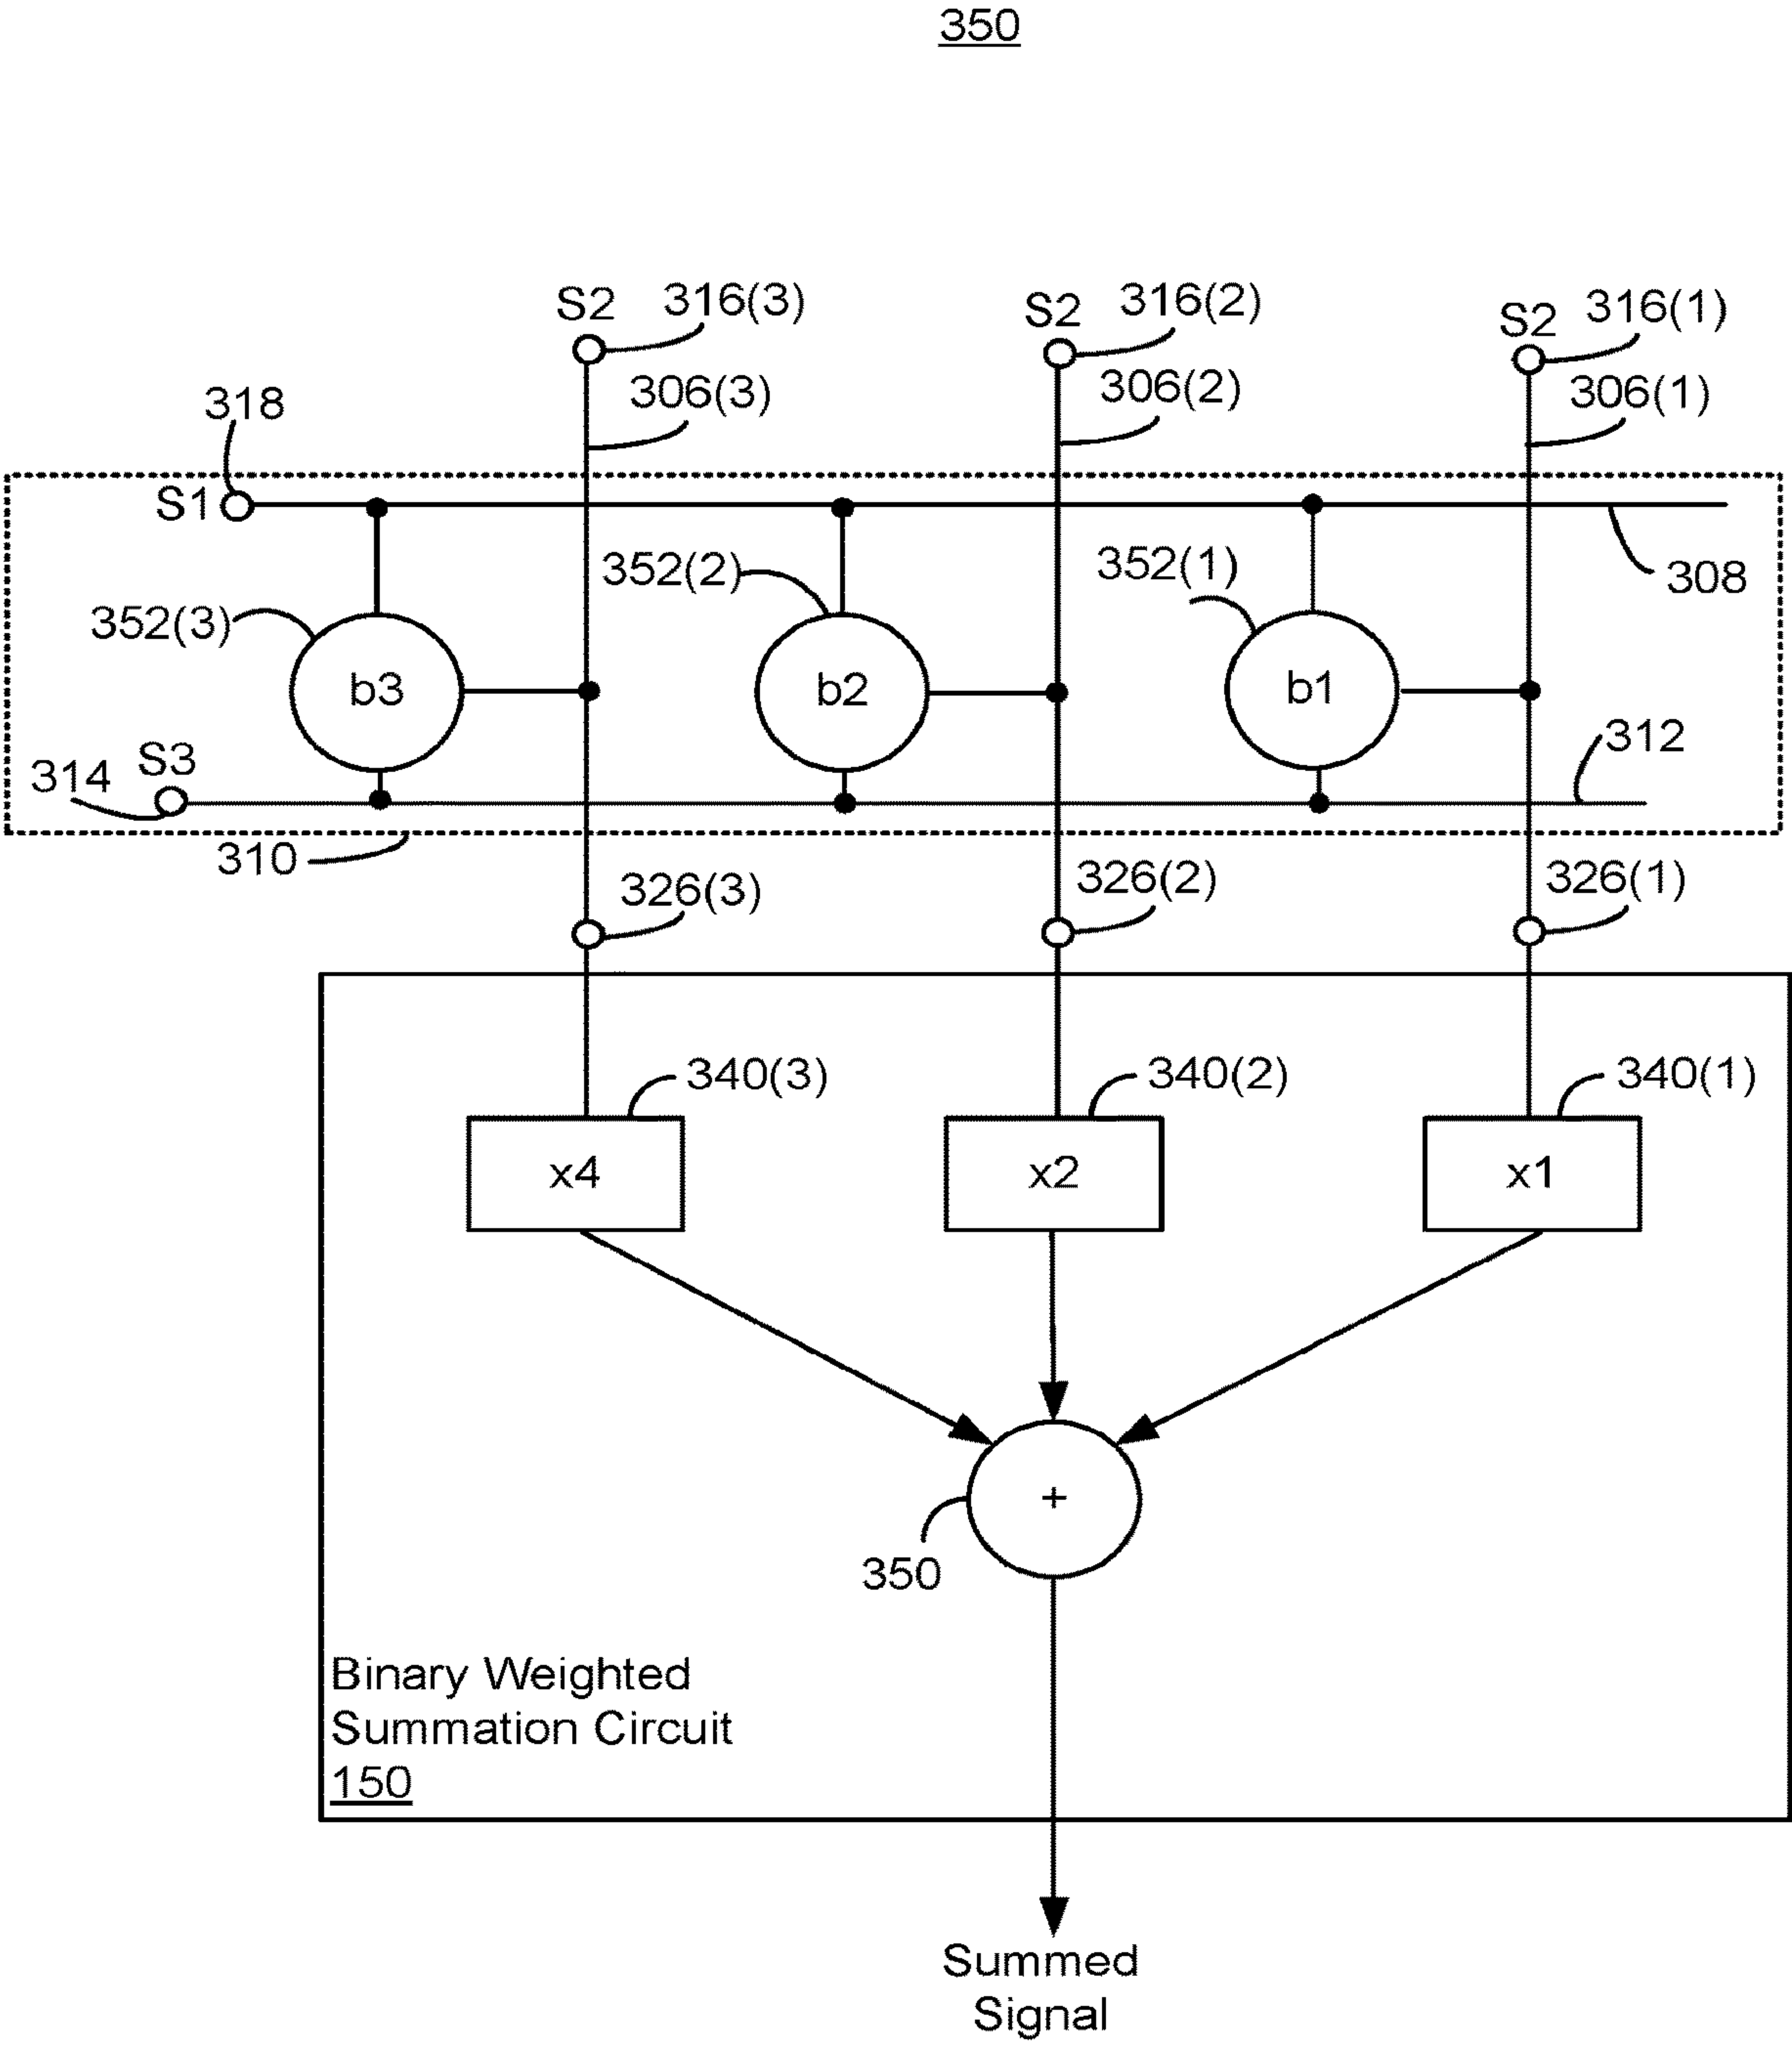 350
S2 316(3)
S2 316(2)
S2 316(1)
306(3)
306(2)
306(1)
318
S1
352(3)
352(2)
352(1)
308
b3
b2
b1
S3
314
312
310
326(3)
326(2)
326(1)
340(3)
340(2)
340(1)
x4
x2
x1
+
350
Binary Weighted
Summation Circuit
150
Summed
Signal